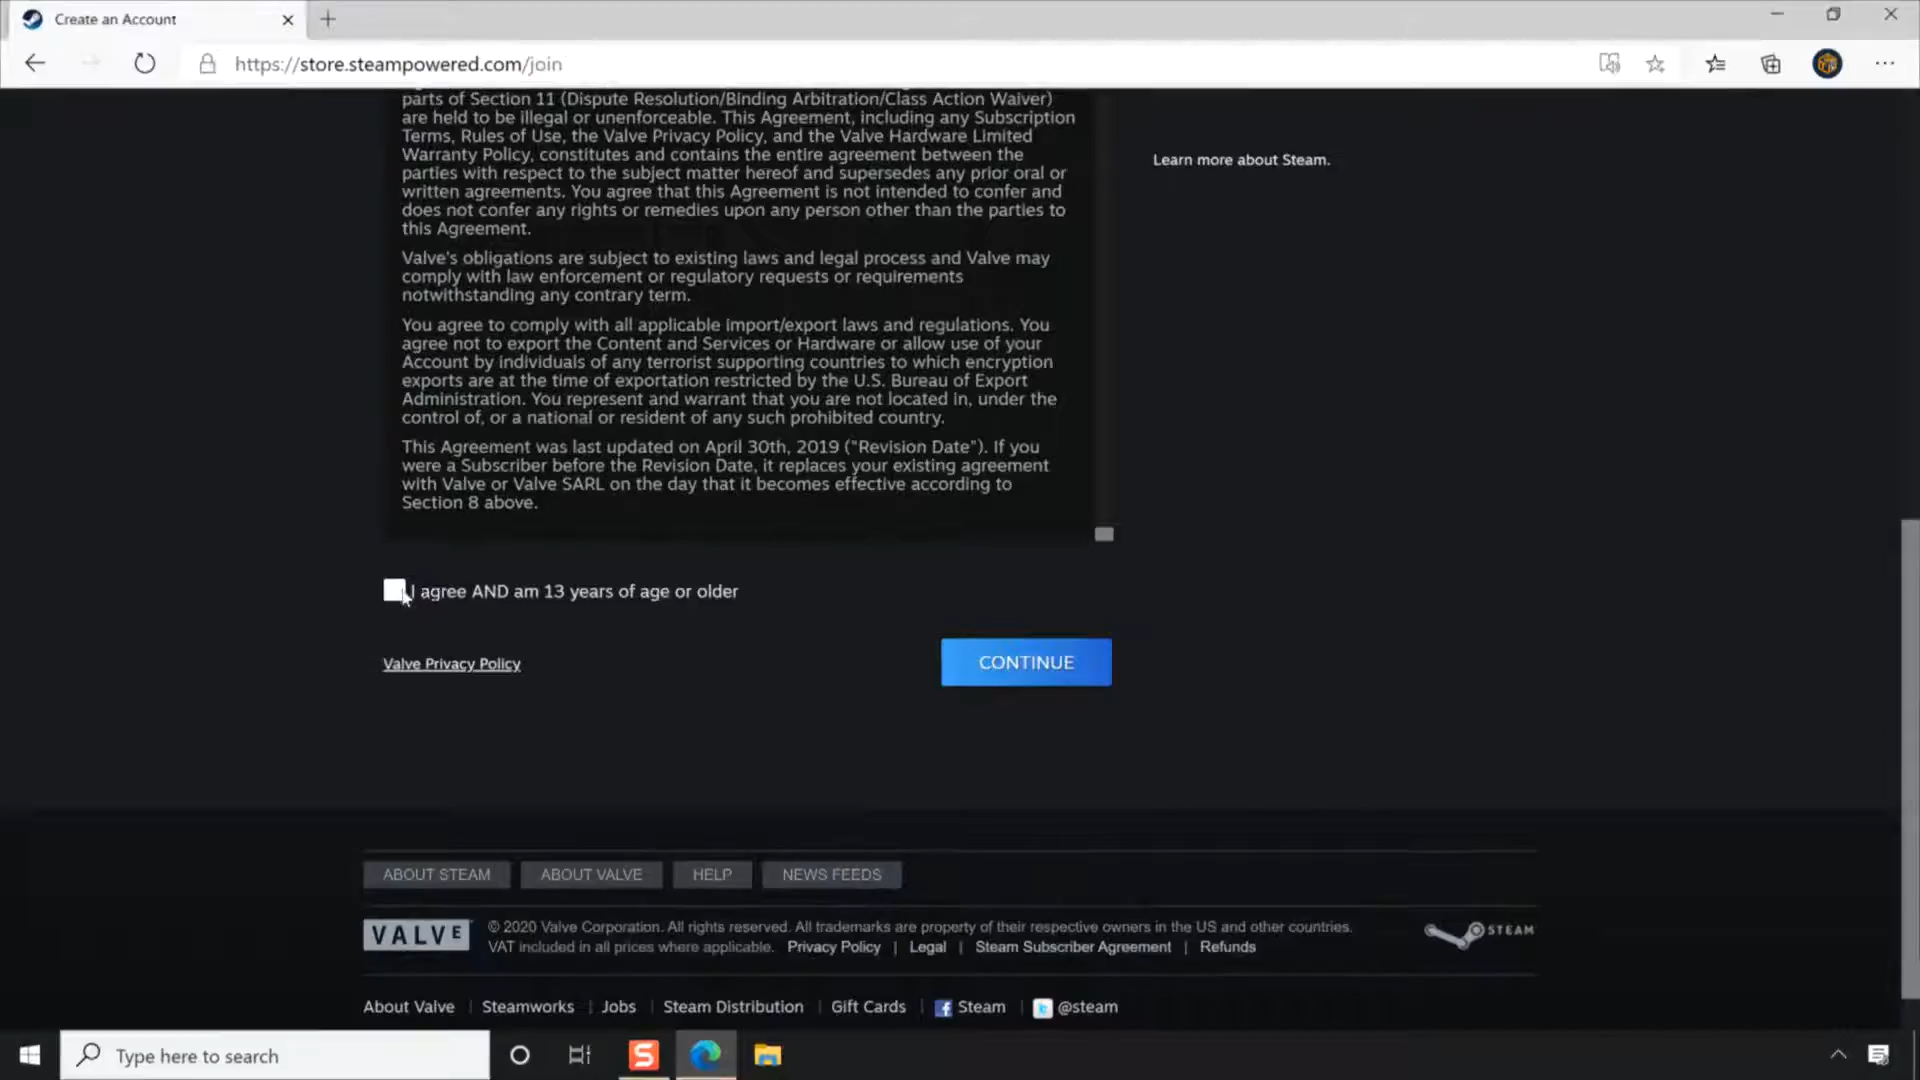 Create an Account
https://store.steampowered.com/join
parts of Section 11 (Dispute Resolution/Binding Arbitration/Class Action Waiver)
are held to be illegal or unenforceable. This Agreement, including any Subscription
Terms, Rules of Use, the Valve Privacy Policy, and the Valve Hardware Limited
Warranty Policy, constitutes and contains the entire agreement between the
parties with respect to the subject matter hereof and supersedes any prior oral or
written agreements. You agree that this Agreement is not intended to confer and
does not confer any rights or remedies upon any person other than the parties to
this Agreement.
Learn more about Steam.
Valve's obligations are subject to existing laws and legal process and Valve may
comply with law enforcement or regulatory requests or requirements
notwithstanding any contrary term.
You agree to comply with all applicable import/export laws and regulations. You
agree not to export the Content and Services or Hardware or allow use of your
Account by individuals of any terrorist supporting countries to which encryption
exports are at the time of exportation restricted by the U.S. Bureau of Export
Administration. You represent and warrant that you are not located in, under the
control of, or a national or resident of any such prohibited country.
This Agreement was last updated on April 30th, 2019 ("Revision Date"). If you
were a Subscriber before the Revision Date, it replaces your existing agreement
with Valve or Valve SARL on the day that it becomes effective according to
Section 8 above.
I agree AND am 13 years of age or older
Valve Privacy Policy
CONTINUE
ABOUT STEAM ABOUT VALVE HELP NEWS FEEDS
VALVE
© 2020 Valve Corporation. All rights reserved. All trademarks are property of their respective owners in the US and other countries.
VAT included in all prices where applicable. Privacy Policy | Legal | Steam Subscriber Agreement | Refunds
STEAM
About Valve | Steamworks | Jobs | Steam Distribution | Gift Cards | Steam | @steam
Type here to search